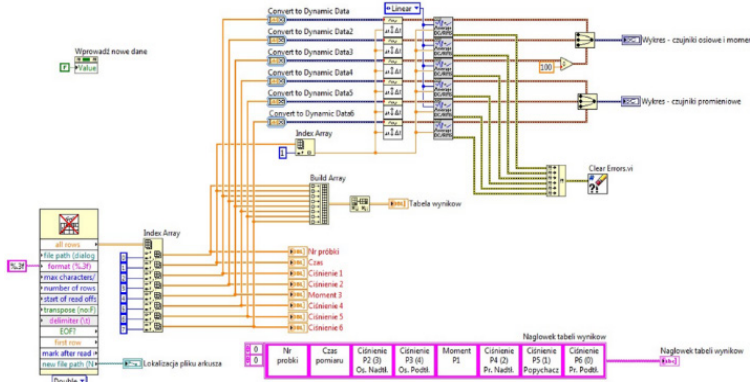 Convert to Dynamic Data
Linear
Wprowadź nowe dane
Value
Convert to Dynamic Data2
Convert to Dynamic Data3
Convert to Dynamic Data4
Convert to Dynamic Data5
Convert to Dynamic Data6
100
Wykres - czujniki osiowe i momen
Wykres - czujniki promieniowe
Index Array
1
Clear Errors.vi
Build Array
Tabela wynikow
Index Array
all rows
file path (dialog
%.3f
format (%.3f)
max characters/
number of rows
start of read offs
transpose (no:F)
delimiter (\t)
EOF?
first row
mark after read
new file path (N
Double
Lokalizacja pliku arkusza
Nr próbki
Czas
Ciśnienie 1
Ciśnienie 2
Moment 3
Ciśnienie 4
Ciśnienie 5
Ciśnienie 6
Nagłowek tabeli wynikow
0
0
Nr
probki
Czas
pomiaru
Ciśnienie
P2 (3)
Os. Nadtł.
Ciśnienie
P3 (4)
Os. Podtł.
Moment
P1
Ciśnienie
P4 (2)
Pr. Nadtł.
Ciśnienie
P5 (1)
Popychacz
Ciśnienie
P6 (0)
Pr. Podtł.
Nagłowek tabeli wynikow